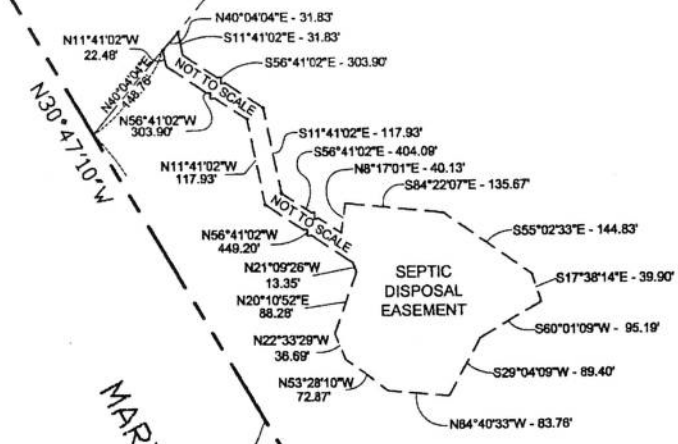 N40°04'04"E - 31.83'
S11°41'02"E - 31.83'
N11°41'02"W
22.48'
S56°41'02"E - 303.90'
N40°04'04"E
148.76'
NOT TO SCALE
N30°47'10"W
N56°41'02"W
303.90'
S11°41'02"E - 117.93'
S56°41'02"E - 404.09'
N11°41'02"W
117.93'
N8°17'01"E - 40.13'
S84°22'07"E - 135.67'
NOT TO SCALE
S55°02'33"E - 144.83'
N56°41'02"W
449.20'
N21°09'26"W
13.35'
SEPTIC
DISPOSAL
EASEMENT
S17°38'14"E - 39.90'
N20°10'52"E
88.28'
S60°01'09"W - 95.19'
N22°33'29"W
36.69'
S29°04'09"W - 89.40'
N53°28'10"W
72.87'
N84°40'33"W - 83.76'